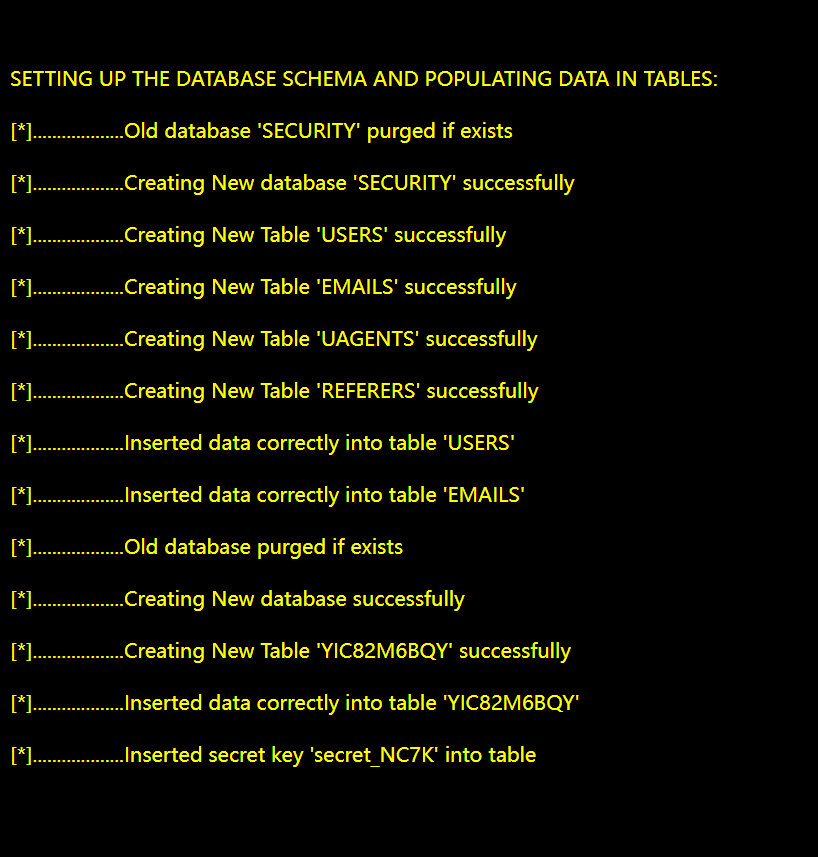 SETTING UP THE DATABASE SCHEMA AND POPULATING DATA IN TABLES:
[*]...................Old database 'SECURITY' purged if exists
[*]...................Creating New database 'SECURITY' successfully
[*]...................Creating New Table 'USERS' successfully
[*]...................Creating New Table 'EMAILS' successfully
[*]...................Creating New Table 'UAGENTS' successfully
[*]...................Creating New Table 'REFERERS' successfully
[*]...................Inserted data correctly into table 'USERS'
[*]...................Inserted data correctly into table 'EMAILS'
[*]...................Old database purged if exists
[*]...................Creating New database successfully
[*]...................Creating New Table 'YIC82M6BQY' successfully
[*]...................Inserted data correctly into table 'YIC82M6BQY'
[*]...................Inserted secret key 'secret_NC7K' into table